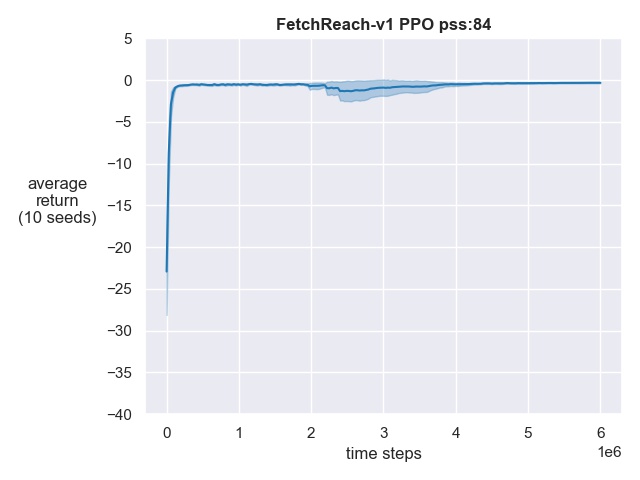 FetchReach-v1 PPO pss:84
5
0
−5
−10
−15
−20
−25
−30
−35
−40
average
return
(10 seeds)
0 1 2 3 4 5 6
1e6
time steps